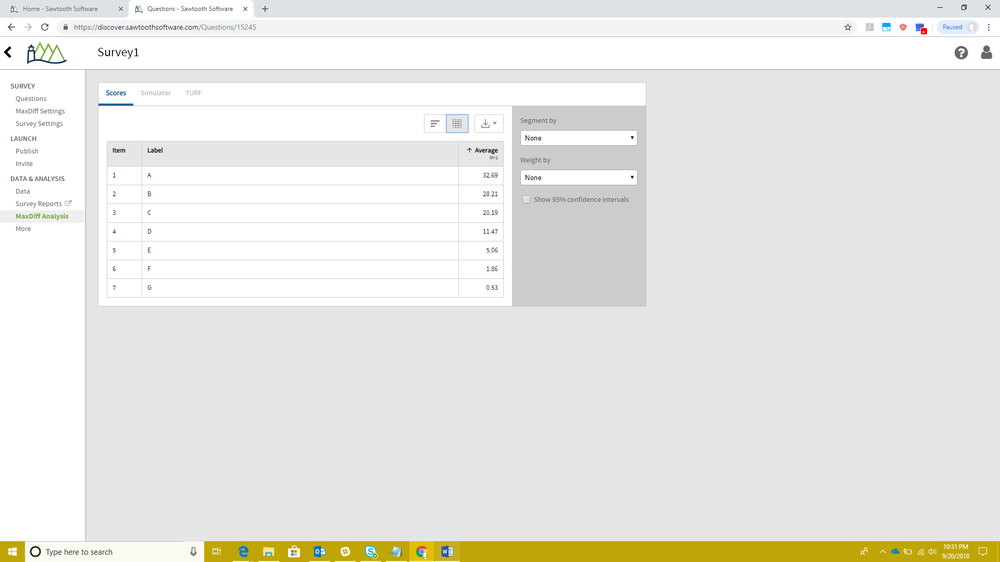 Home - Sawtooth Software
Questions - Sawtooth Software
https://discover.sawtoothsoftware.com/Questions/15245
Paused
Survey1
SURVEY
Questions
MaxDiff Settings
Survey Settings
LAUNCH
Publish
Invite
DATA & ANALYSIS
Data
Survey Reports
MaxDiff Analysis
More
Scores Simulator TURF
Item Label Average
N=1
1 A 32.69
2 B 28.21
3 C 20.19
4 D 11.47
5 E 5.06
6 F 1.86
7 G 0.53
Segment by
None
Weight by
None
Show 95% confidence intervals
Type here to search
10:31 PM
9/20/2018